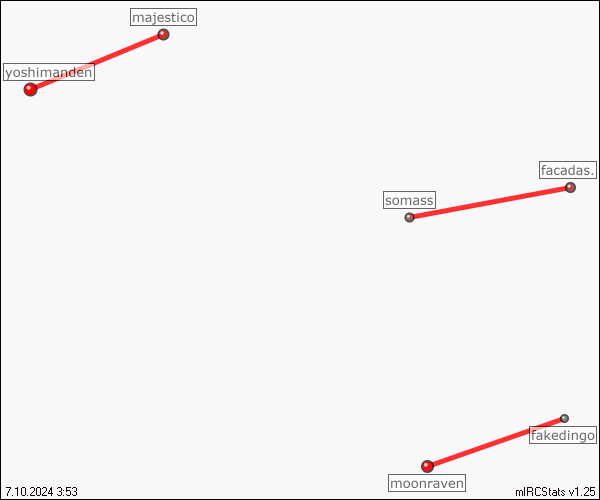 majestico
yoshimanden
facadas.
somass
fakedingo
moonraven
7.10.2024 3:53
mIRCStats v1.25